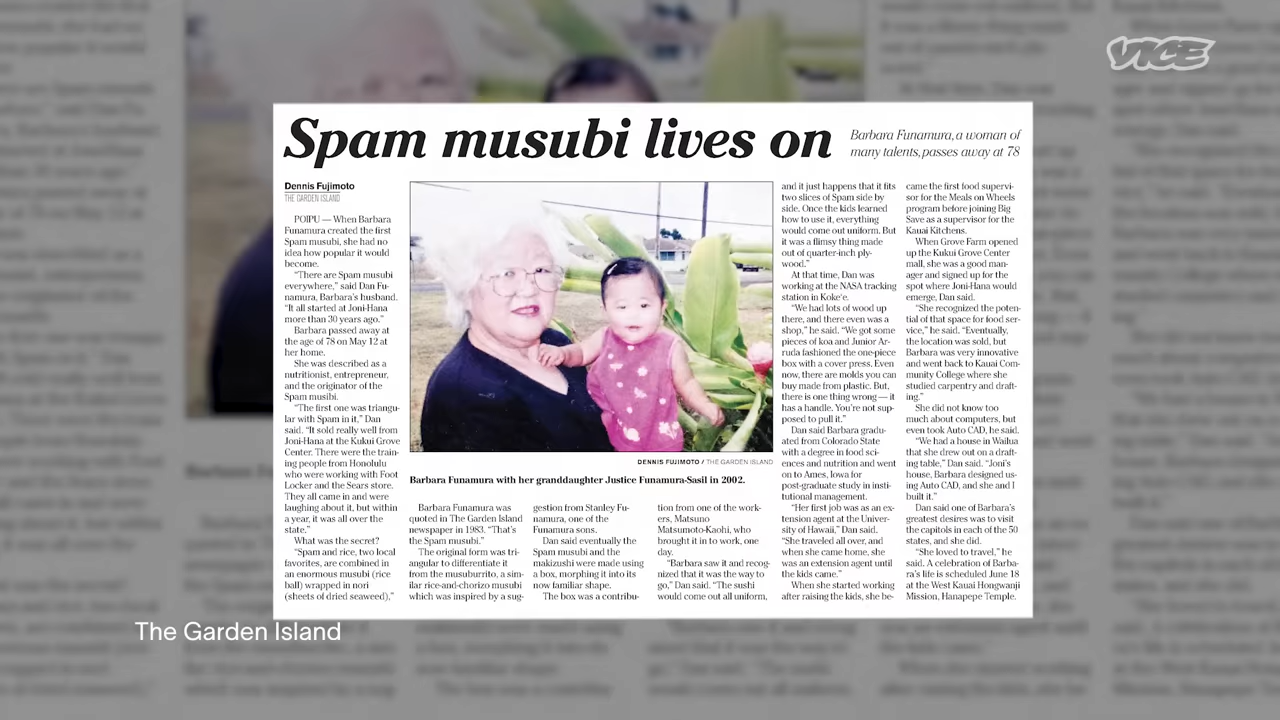 VICE
Spam musubi lives on
Barbara Funamura, a woman of
many talents, passes away at 78
Dennis Fujimoto
THE GARDEN ISLAND
POIPU — When Barbara
Funamura created the first
Spam musubi, she had no
idea how popular it would
become.
"There are Spam musubi
everywhere," said Dan Fu-
namura, Barbara's husband.
"It all started at Joni-Hana
more than 30 years ago."
Barbara passed away at
the age of 78 on May 12 at
her home.
She was described as a
nutritionist, entrepreneur,
and the originator of the
Spam musibi.
"The first one was triangu-
lar with Spam in it," Dan
said. "It sold really well from
Joni-Hana at the Kukui Grove
Center. There were the train-
ing people from Honolulu
who were working with Foot
Locker and the Sears store.
They all came in and were
laughing about it, but within
a year, it was all over the
state."
What was the secret?
"Spam and rice, two local
favorites, are combined in
an enormous musubi (rice
ball) wrapped in nori
(sheets of dried seaweed),"
DENNIS FUJIMOTO / THE GARDEN ISLAND
Barbara Funamura with her granddaughter Justice Funamura-Sasil in 2002.
Barbara Funamura was
quoted in The Garden Island
newspaper in 1983. "That's
the Spam musubi."
The original form was tri-
angular to differentiate it
from the musuburrito, a sim-
ilar rice-and-chorizo musubi
which was inspired by a sug-
gestion from Stanley Fu-
namura, one of the
Funamura sons.
Dan said eventually the
Spam musubi and the
makizushi were made using
a box, morphing it into its
now familiar shape.
The box was a contribu-
tion from one of the work-
ers, Matsuno
Matsumoto-Kaohi, who
brought it in to work, one
day.
"Barbara saw it and recog-
nized that it was the way to
go," Dan said. "The sushi
would come out all uniform,
and it just happens that it fits
two slices of Spam side by
side. Once the kids learned
how to use it, everything
would come out uniform. But
it was a flimsy thing made
out of quarter-inch ply-
wood."
At that time, Dan was
working at the NASA tracking
station in Koke'e.
"We had lots of wood up
there, and there even was a
shop," he said. "We got some
pieces of koa and Junior Ar-
ruda fashioned the one-piece
box with a cover press. Even
now, there are molds you can
buy made from plastic. But,
there is one thing wrong — it
has a handle. You're not sup-
posed to pull it."
Dan said Barbara gradu-
ated from Colorado State
with a degree in food sci-
ences and nutrition and went
on to Ames, Iowa for
post-graduate study in insti-
tutional management.
"Her first job was as an ex-
tension agent at the Univer-
sity of Hawaii," Dan said.
"She traveled all over, and
when she came home, she
was an extension agent until
the kids came."
When she started working
after raising the kids, she be-
came the first food supervi-
sor for the Meals on Wheels
program before joining Big
Save as a supervisor for the
Kauai Kitchens.
When Grove Farm opened
up the Kukui Grove Center
mall, she was a good man-
ager and signed up for the
spot where Joni-Hana would
emerge, Dan said.
"She recognized the poten-
tial of that space for food ser-
vice," he said. "Eventually,
the location was sold, but
Barbara was very innovative
and went back to Kauai Com-
munity College where she
studied carpentry and draft-
ing."
She did not know too
much about computers, but
even took Auto CAD, he said.
"We had a house in Wailua
that she drew out on a draft-
ing table," Dan said. "Joni's
house, Barbara designed us-
ing Auto CAD, and she and I
built it."
Dan said one of Barbara's
greatest desires was to visit
the capitols in each of the 50
states, and she did.
"She loved to travel," he
said. A celebration of Barba-
ra's life is scheduled June 18
at the West Kauai Hongwanji
Mission, Hanapepe Temple.
The Garden Island